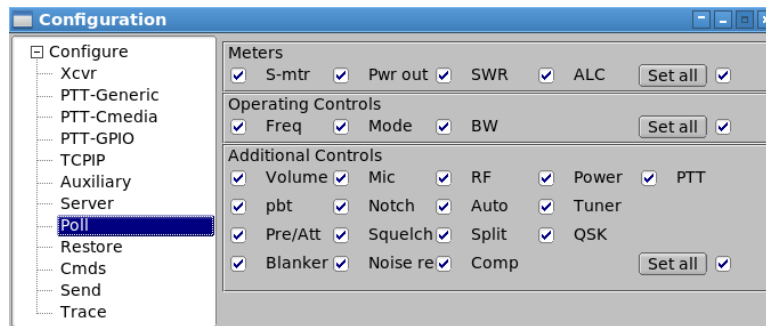 Configuration
Configure
Xcvr
PTT-Generic
PTT-Cmedia
PTT-GPIO
TCPIP
Auxiliary
Server
Poll
Restore
Cmds
Send
Trace
Meters
S-mtr Pwr out SWR ALC Set all
Operating Controls
Freq Mode BW Set all
Additional Controls
Volume Mic RF Power PTT
pbt Notch Auto Tuner
Pre/Att Squelch Split QSK
Blanker Noise re Comp Set all